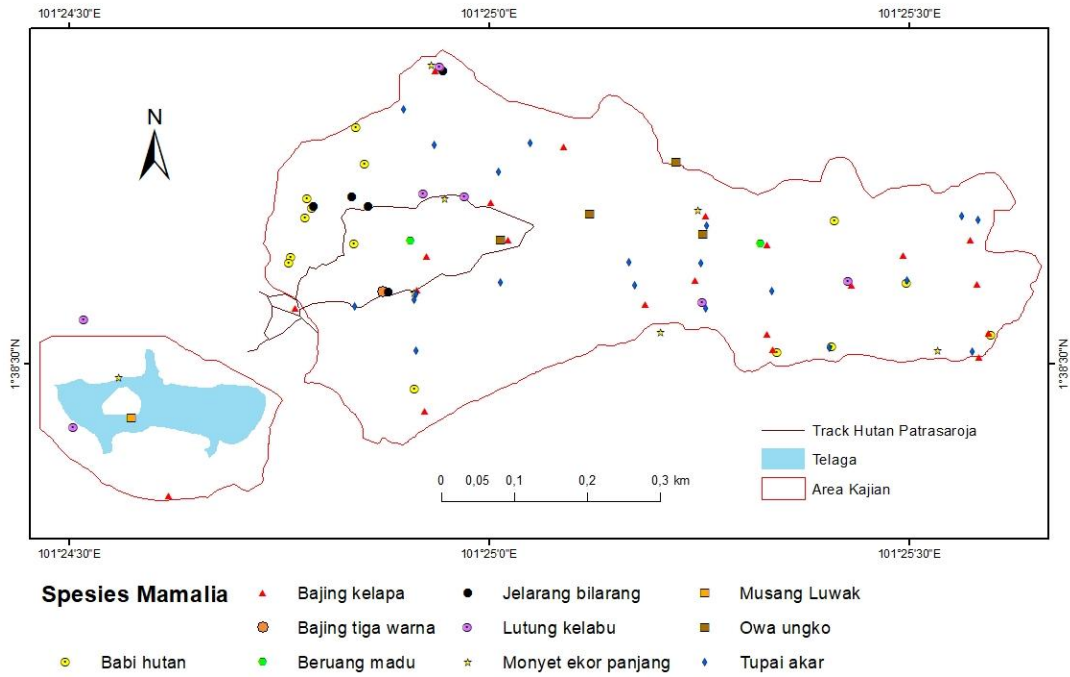 101°24'30"E 101°25'0"E 101°25'30"E
N
1°38'30"N 1°38'30"N
Track Hutan Patrasaroja
Telaga
Area Kajian
0 0,05 0,1 0,2 0,3 km
101°24'30"E 101°25'0"E 101°25'30"E
Spesies Mamalia
Bajing kelapa Jelarang bilarang Musang Luwak
Bajing tiga warna Lutung kelabu Owa ungko
Babi hutan Beruang madu Monyet ekor panjang Tupai akar